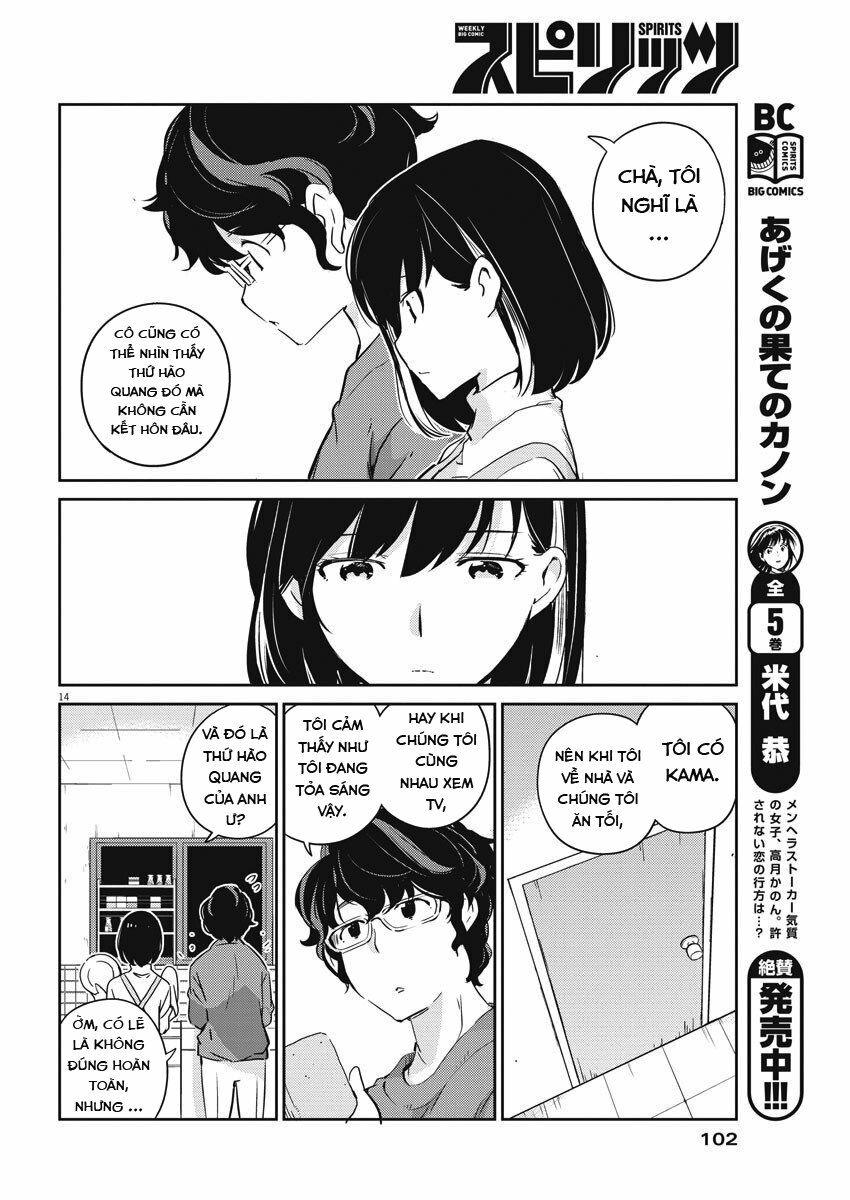 WEEKLY
BIG COMIC
SPIRITS
スピリッツ
CHÀ, TÔI
NGHĨ LÀ
...
CÔ CŨNG CÓ
THỂ NHÌN THẤY
THỨ HÀO
QUANG ĐÓ MÀ
KHÔNG CẦN
KẾT HÔN ĐÂU.
14
TÔI CÓ
KAMA.
NÊN KHI TÔI
VỀ NHÀ VÀ
CHÚNG TÔI
ĂN TỐI,
HAY KHI
CHÚNG TÔI
CÙNG
NHAU XEM
TV,
TÔI CẢM
THẤY NHƯ
TÔI ĐANG
TỎA SÁNG
VẬY.
VÀ ĐÓ LÀ
THỨ HÀO
QUANG
CỦA ANH
Ư?
ỜM, CÓ LẼ
LÀ KHÔNG
ĐÚNG HOÀN
TOÀN,
NHƯNG ...
BC
SPIRITS
COMICS
BIG COMICS
あげくの果てのカノン
全
5
巻
米代 恭
メンヘラストーカー気質
の女子、高月かのん。許
されない恋の行方は…?
絶賛
発売中!!!
102